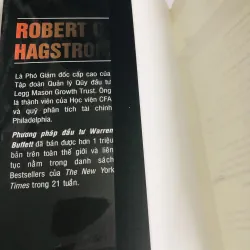 ROBERT G.
HAGSTROM
Là Phó Giám đốc cấp cao của
Tập đoàn Quản lý Qũy đầu tư
Legg Mason Growth Trust. Ông
là thành viên của Học viện CFA
và quỹ phân tích tài chính
Philadelphia.
Phương pháp đầu tư Warren
Buffett đã bán được hơn 1 triệu
bản trên toàn thế giới và liên
tục nằm trong danh sách
Bestsellers của The New York
Times trong 21 tuần.